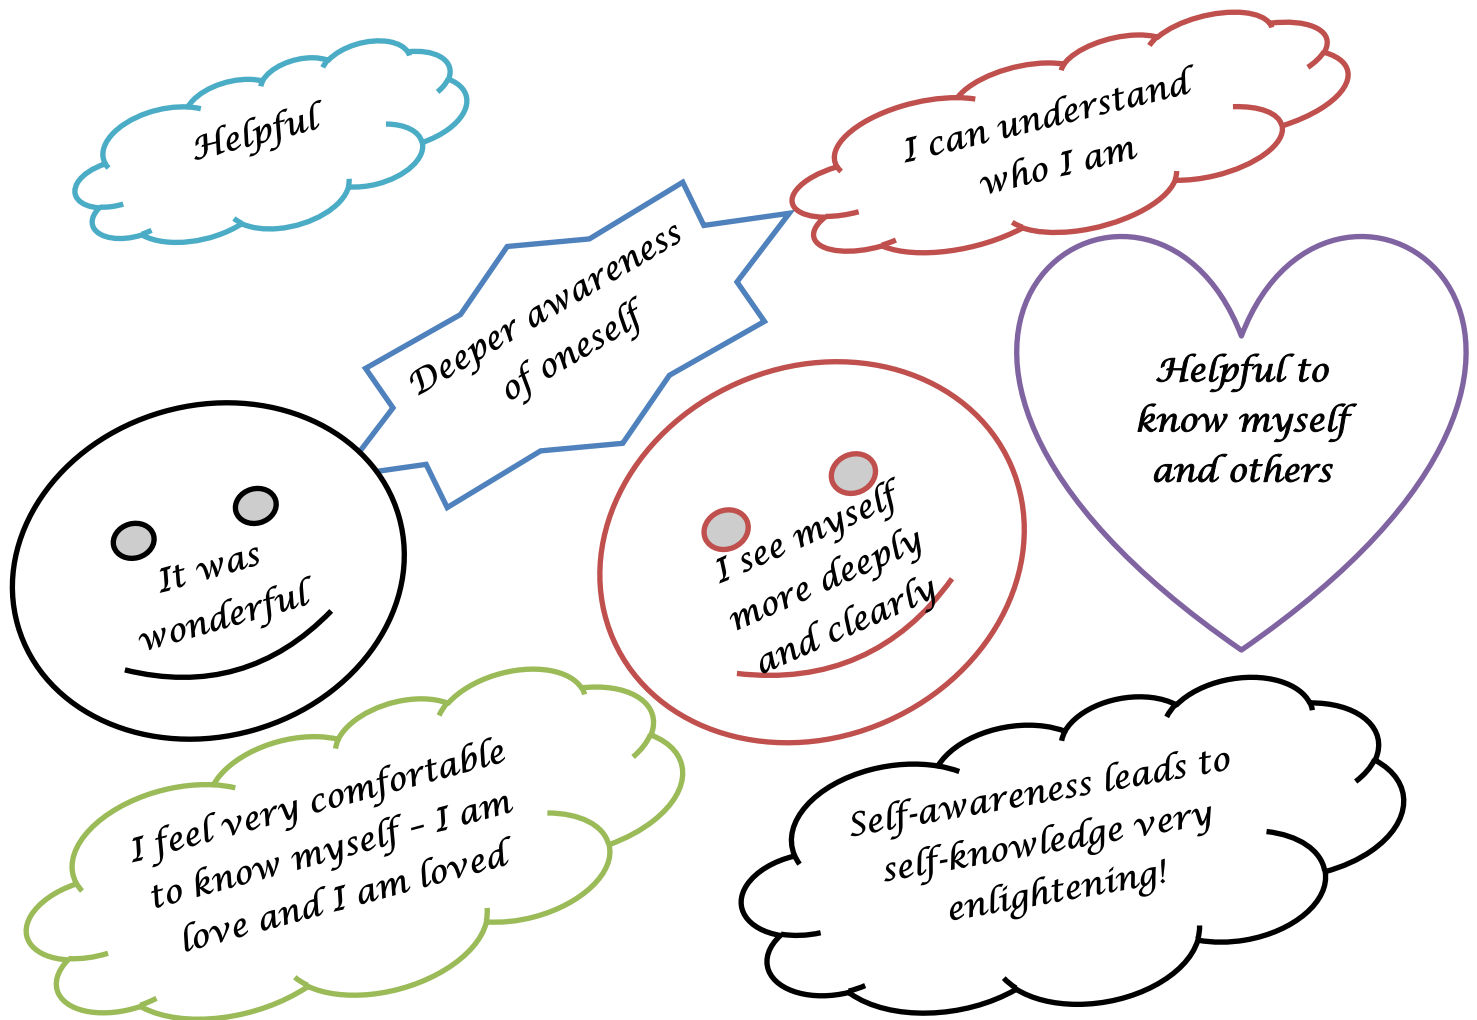 Helpful
I can understand
who I am
Deeper awareness
of oneself
Helpful to
know myself
and others
It was
wonderful
I see myself
more deeply
and clearly
I feel very comfortable
to know myself – I am
love and I am loved
Self-awareness leads to
self-knowledge very
enlightening!